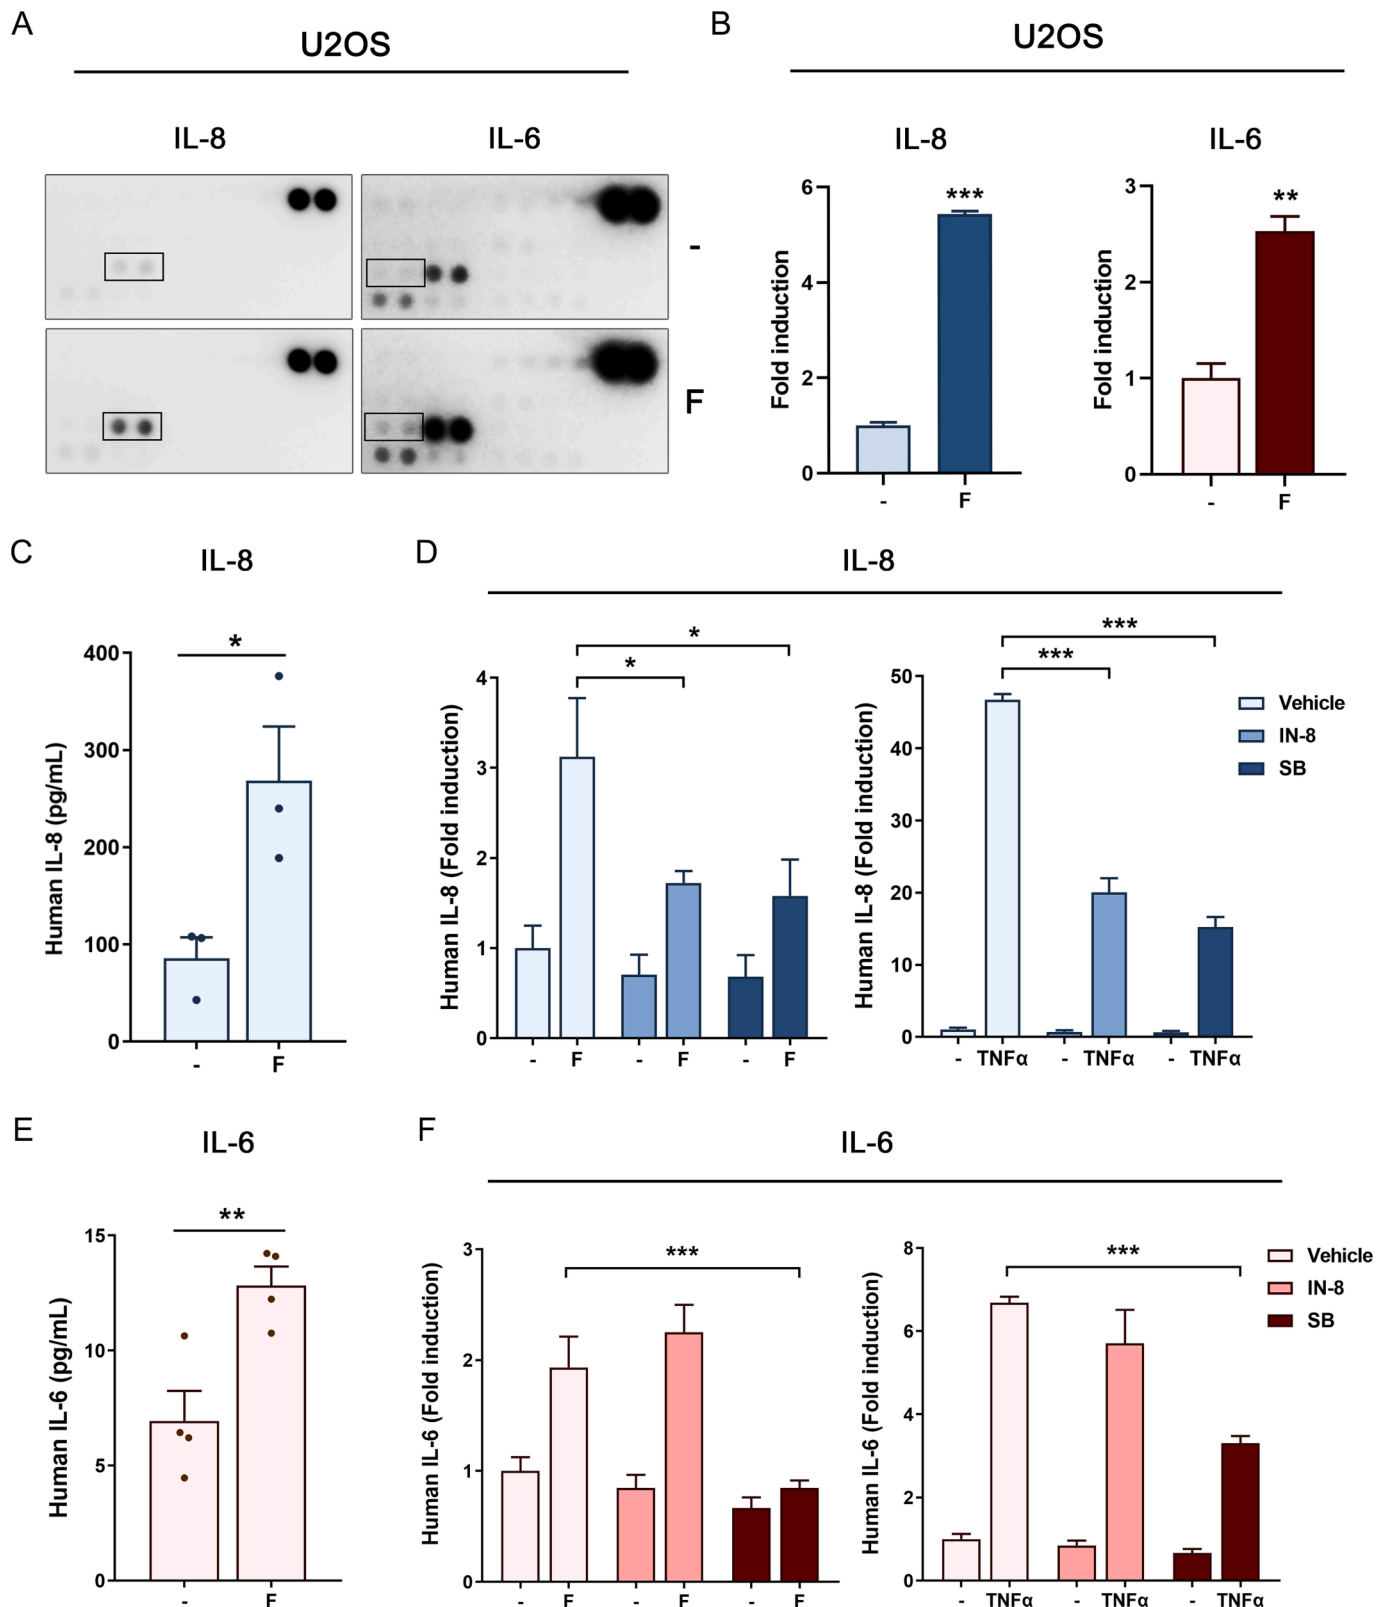 A
U2OS
IL-8
IL-6
-
F
B
U2OS
IL-8
IL-6
Fold induction
6
4
2
0
***
-
F
Fold induction
3
2
1
0
**
-
F
C
IL-8
Human IL-8 (pg/mL)
400
300
200
100
0
*
-
F
D
IL-8
Human IL-8 (Fold induction)
4
3
2
1
0
*
*
-
F
-
F
-
F
Human IL-8 (Fold induction)
50
40
30
20
10
0
***
***
-
TNFα
-
TNFα
-
TNFα
Vehicle
IN-8
SB
E
IL-6
Human IL-6 (pg/mL)
15
10
5
0
**
-
F
F
IL-6
Human IL-6 (Fold induction)
3
2
1
0
***
-
F
-
F
-
F
Human IL-6 (Fold induction)
8
6
4
2
0
***
-
TNFα
-
TNFα
-
TNFα
Vehicle
IN-8
SB